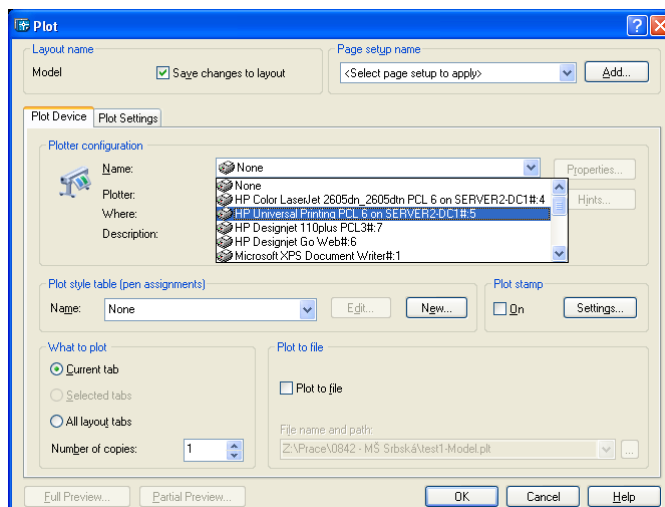 Plot
Layout name
Model
Save changes to layout
Page setup name
<Select page setup to apply>
Add...
Plot Device
Plot Settings
Plotter configuration
Name:
None
Properties...
None
HP Color LaserJet 2605dn_2605dtn PCL 6 on SERVER2-DC1#:4
HP Universal Printing PCL 6 on SERVER2-DC1#:5
HP Designjet 110plus PCL3#:7
HP Designjet Go Web#:6
Microsoft XPS Document Writer#:1
Plotter:
Where:
Description:
Hints...
Plot style table (pen assignments)
Name:
None
Edit...
New...
Plot stamp
On
Settings...
What to plot
Current tab
Selected tabs
All layout tabs
Number of copies:
1
Plot to file
Plot to file
File name and path:
Z:\Prace\0842 - MŠ Srbská\test1-Model.plt
...
Full Preview...
Partial Preview...
OK
Cancel
Help